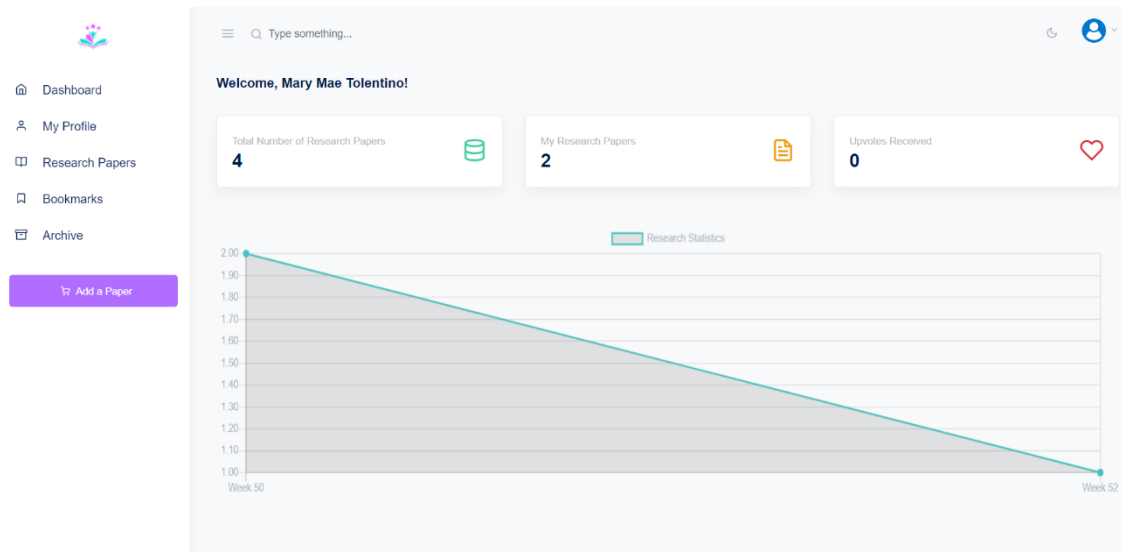 Type something...
Dashboard
My Profile
Research Papers
Bookmarks
Archive
Add a Paper
Welcome, Mary Mae Tolentino!
Total Number of Research Papers
4
My Research Papers
2
Upvotes Received
0
Research Statistics
2.00
1.90
1.80
1.70
1.60
1.50
1.40
1.30
1.20
1.10
1.00
Week 50
Week 52